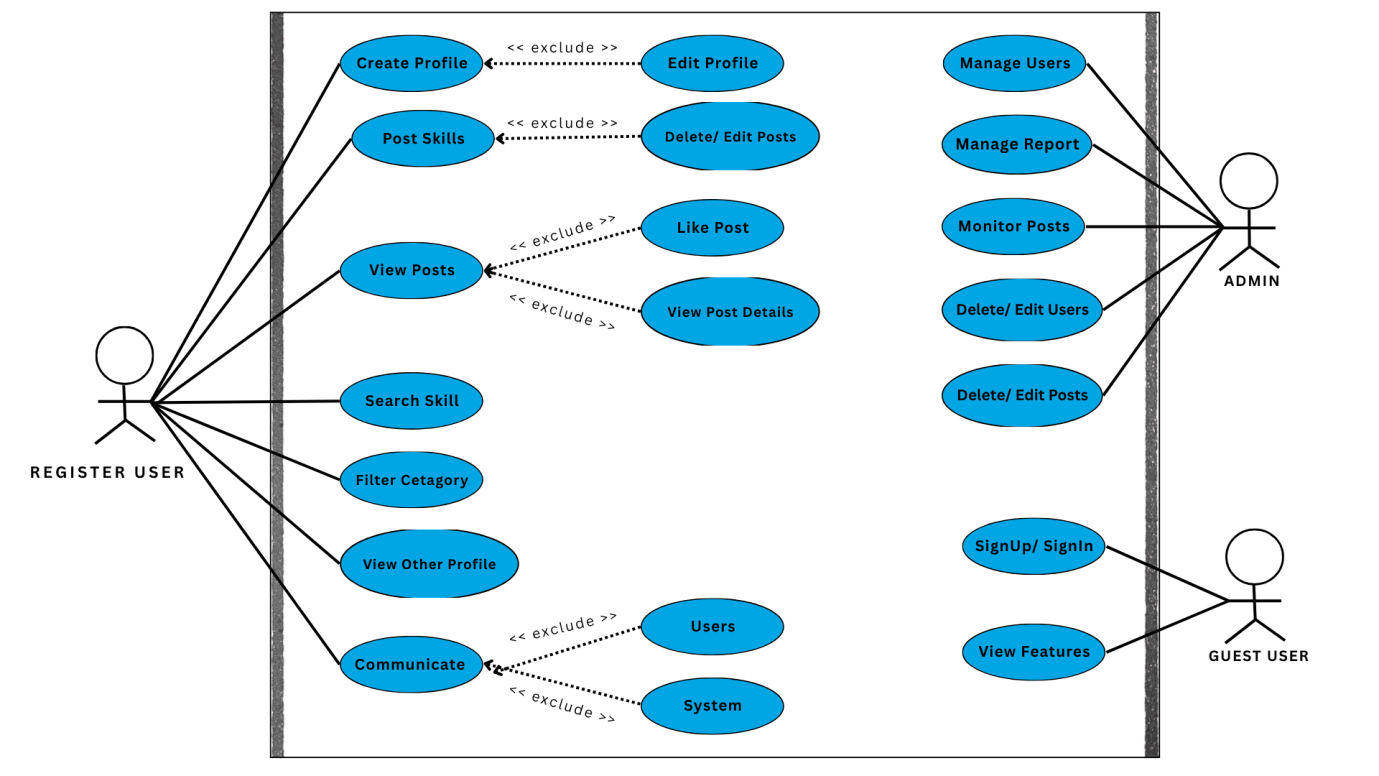 Create Profile
<< exclude >>
Edit Profile
Manage Users
Post Skills
<< exclude >>
Delete/ Edit Posts
Manage Report
View Posts
<< exclude >>
Like Post
<< exclude >>
View Post Details
Monitor Posts
Delete/ Edit Users
Delete/ Edit Posts
ADMIN
REGISTER USER
Search Skill
Filter Cetagory
View Other Profile
Communicate
<< exclude >>
Users
<< exclude >>
System
SignUp/ SignIn
View Features
GUEST USER